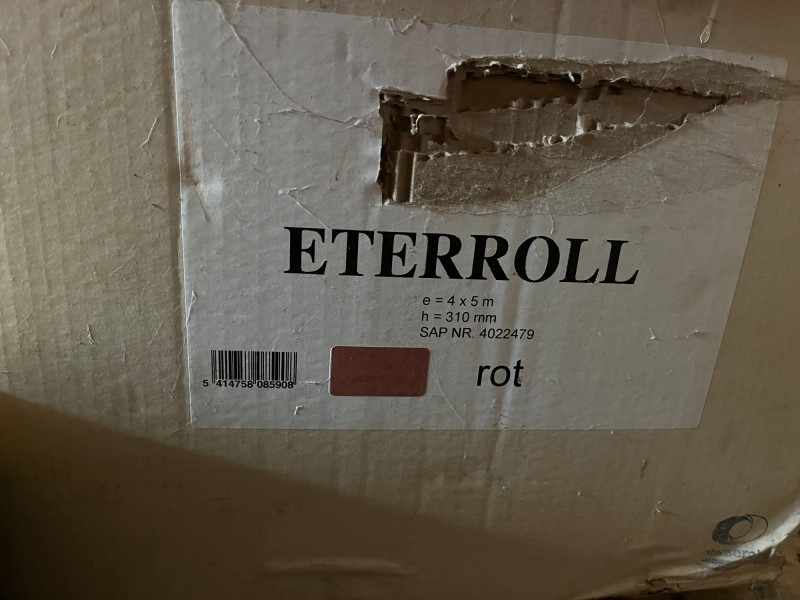 ETERROLL
e = 4 x 5 m
h = 310 mm
SAP NR. 4022479
5 414758 085908
rot